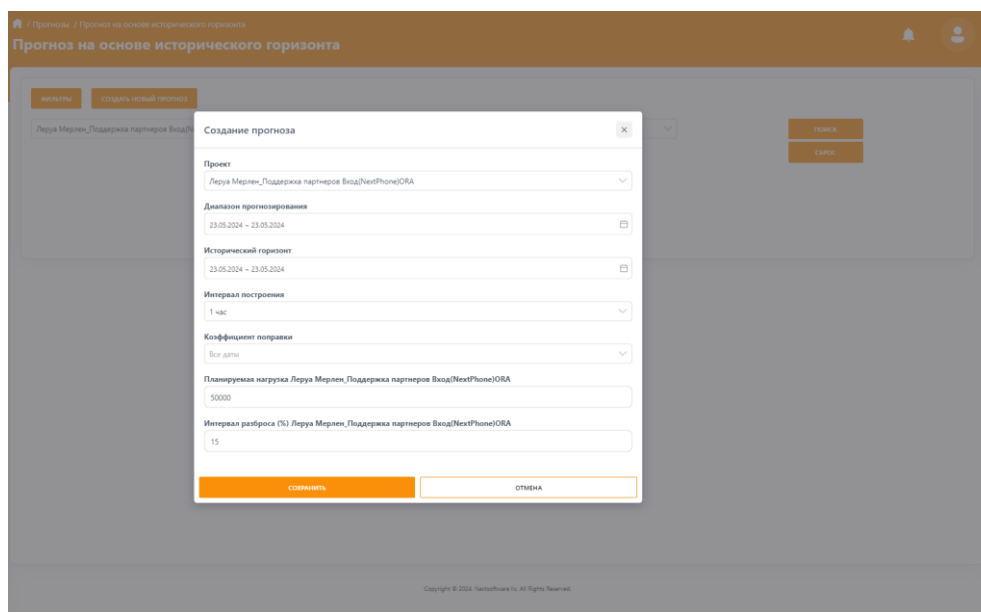 / Прогнозы / Прогноз на основе исторического горизонта
Прогноз на основе исторического горизонта
ФИЛЬТРЫ
СОЗДАТЬ НОВЫЙ ПРОГНОЗ
Леруа Мерлен_Поддержка партнеров Вход(N
ПОИСК
СБРОС
Создание прогноза
Проект
Леруа Мерлен_Поддержка партнеров Вход(NextPhone)ORA
Диапазон прогнозирования
23.05.2024 ~ 23.05.2024
Исторический горизонт
23.05.2024 ~ 23.05.2024
Интервал построения
1 час
Коэффициент поправки
Все даты
Планируемая нагрузка Леруа Мерлен_Поддержка партнеров Вход(NextPhone)ORA
50000
Интервал разброса (%) Леруа Мерлен_Поддержка партнеров Вход(NextPhone)ORA
15
СОХРАНИТЬ
ОТМЕНА
Copyright © 2024. Nextsoftware.kz. All Rights Reserved.